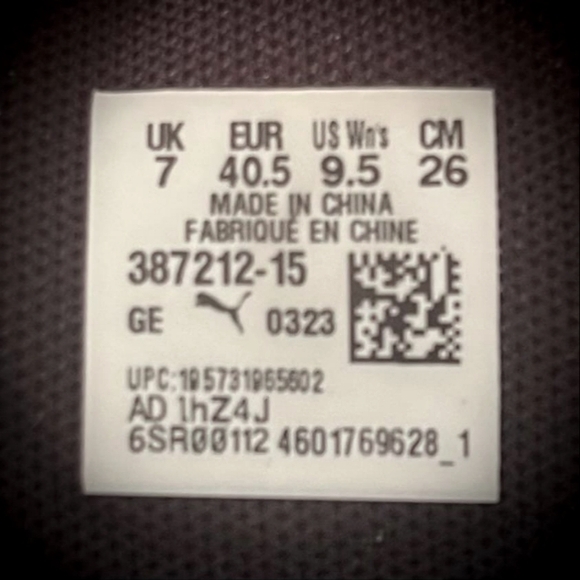 UK EUR US Wn's CM
7 40.5 9.5 26
MADE IN CHINA
FABRIQUÉ EN CHINE
387212-15
GE 0323
UPC:195731965602
AD 1hZ4J
6SR00112 4601769628_1